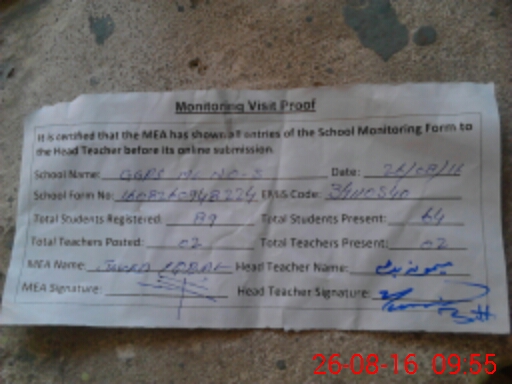 Monitoring Visit Proof
It is certified that the MEA has shown all entries of the School Monitoring Form to
the Head Teacher before its online submission.
School Name: GGPS Date: 26/08/16
School Form No: EMIS Code:
Total Students Registered: 89 Total Students Present: 64
Total Teachers Posted: 02 Total Teachers Present: 02
MEA Name: Javed Iqbal Head Teacher Name:
MEA Signature: Head Teacher Signature:
26-08-16 09:55